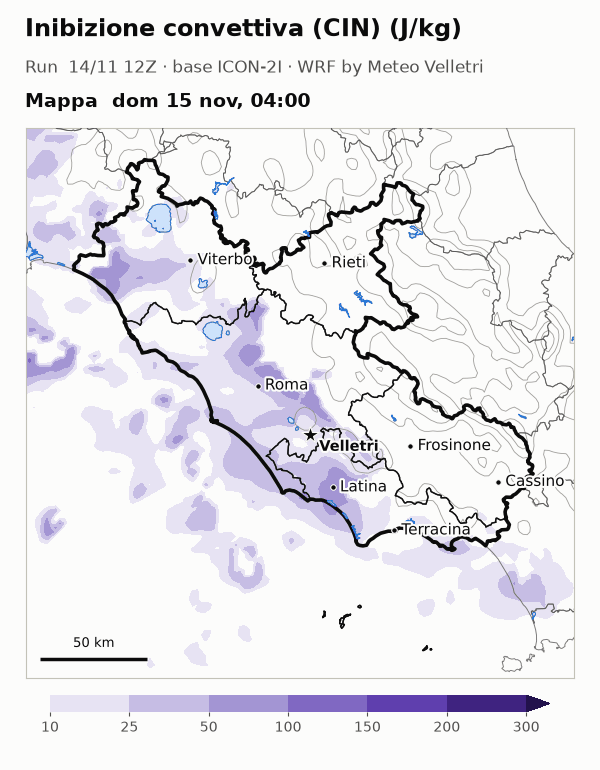 Inibizione convettiva (CIN) (J/kg)
Run  14/11 12Z · base ICON-2I · WRF by Meteo Velletri
Mappa  dom 15 nov, 04:00
Viterbo
Rieti
Roma
Velletri
Frosinone
Cassino
Latina
Terracina
50 km
10 25 50 100 150 200 300